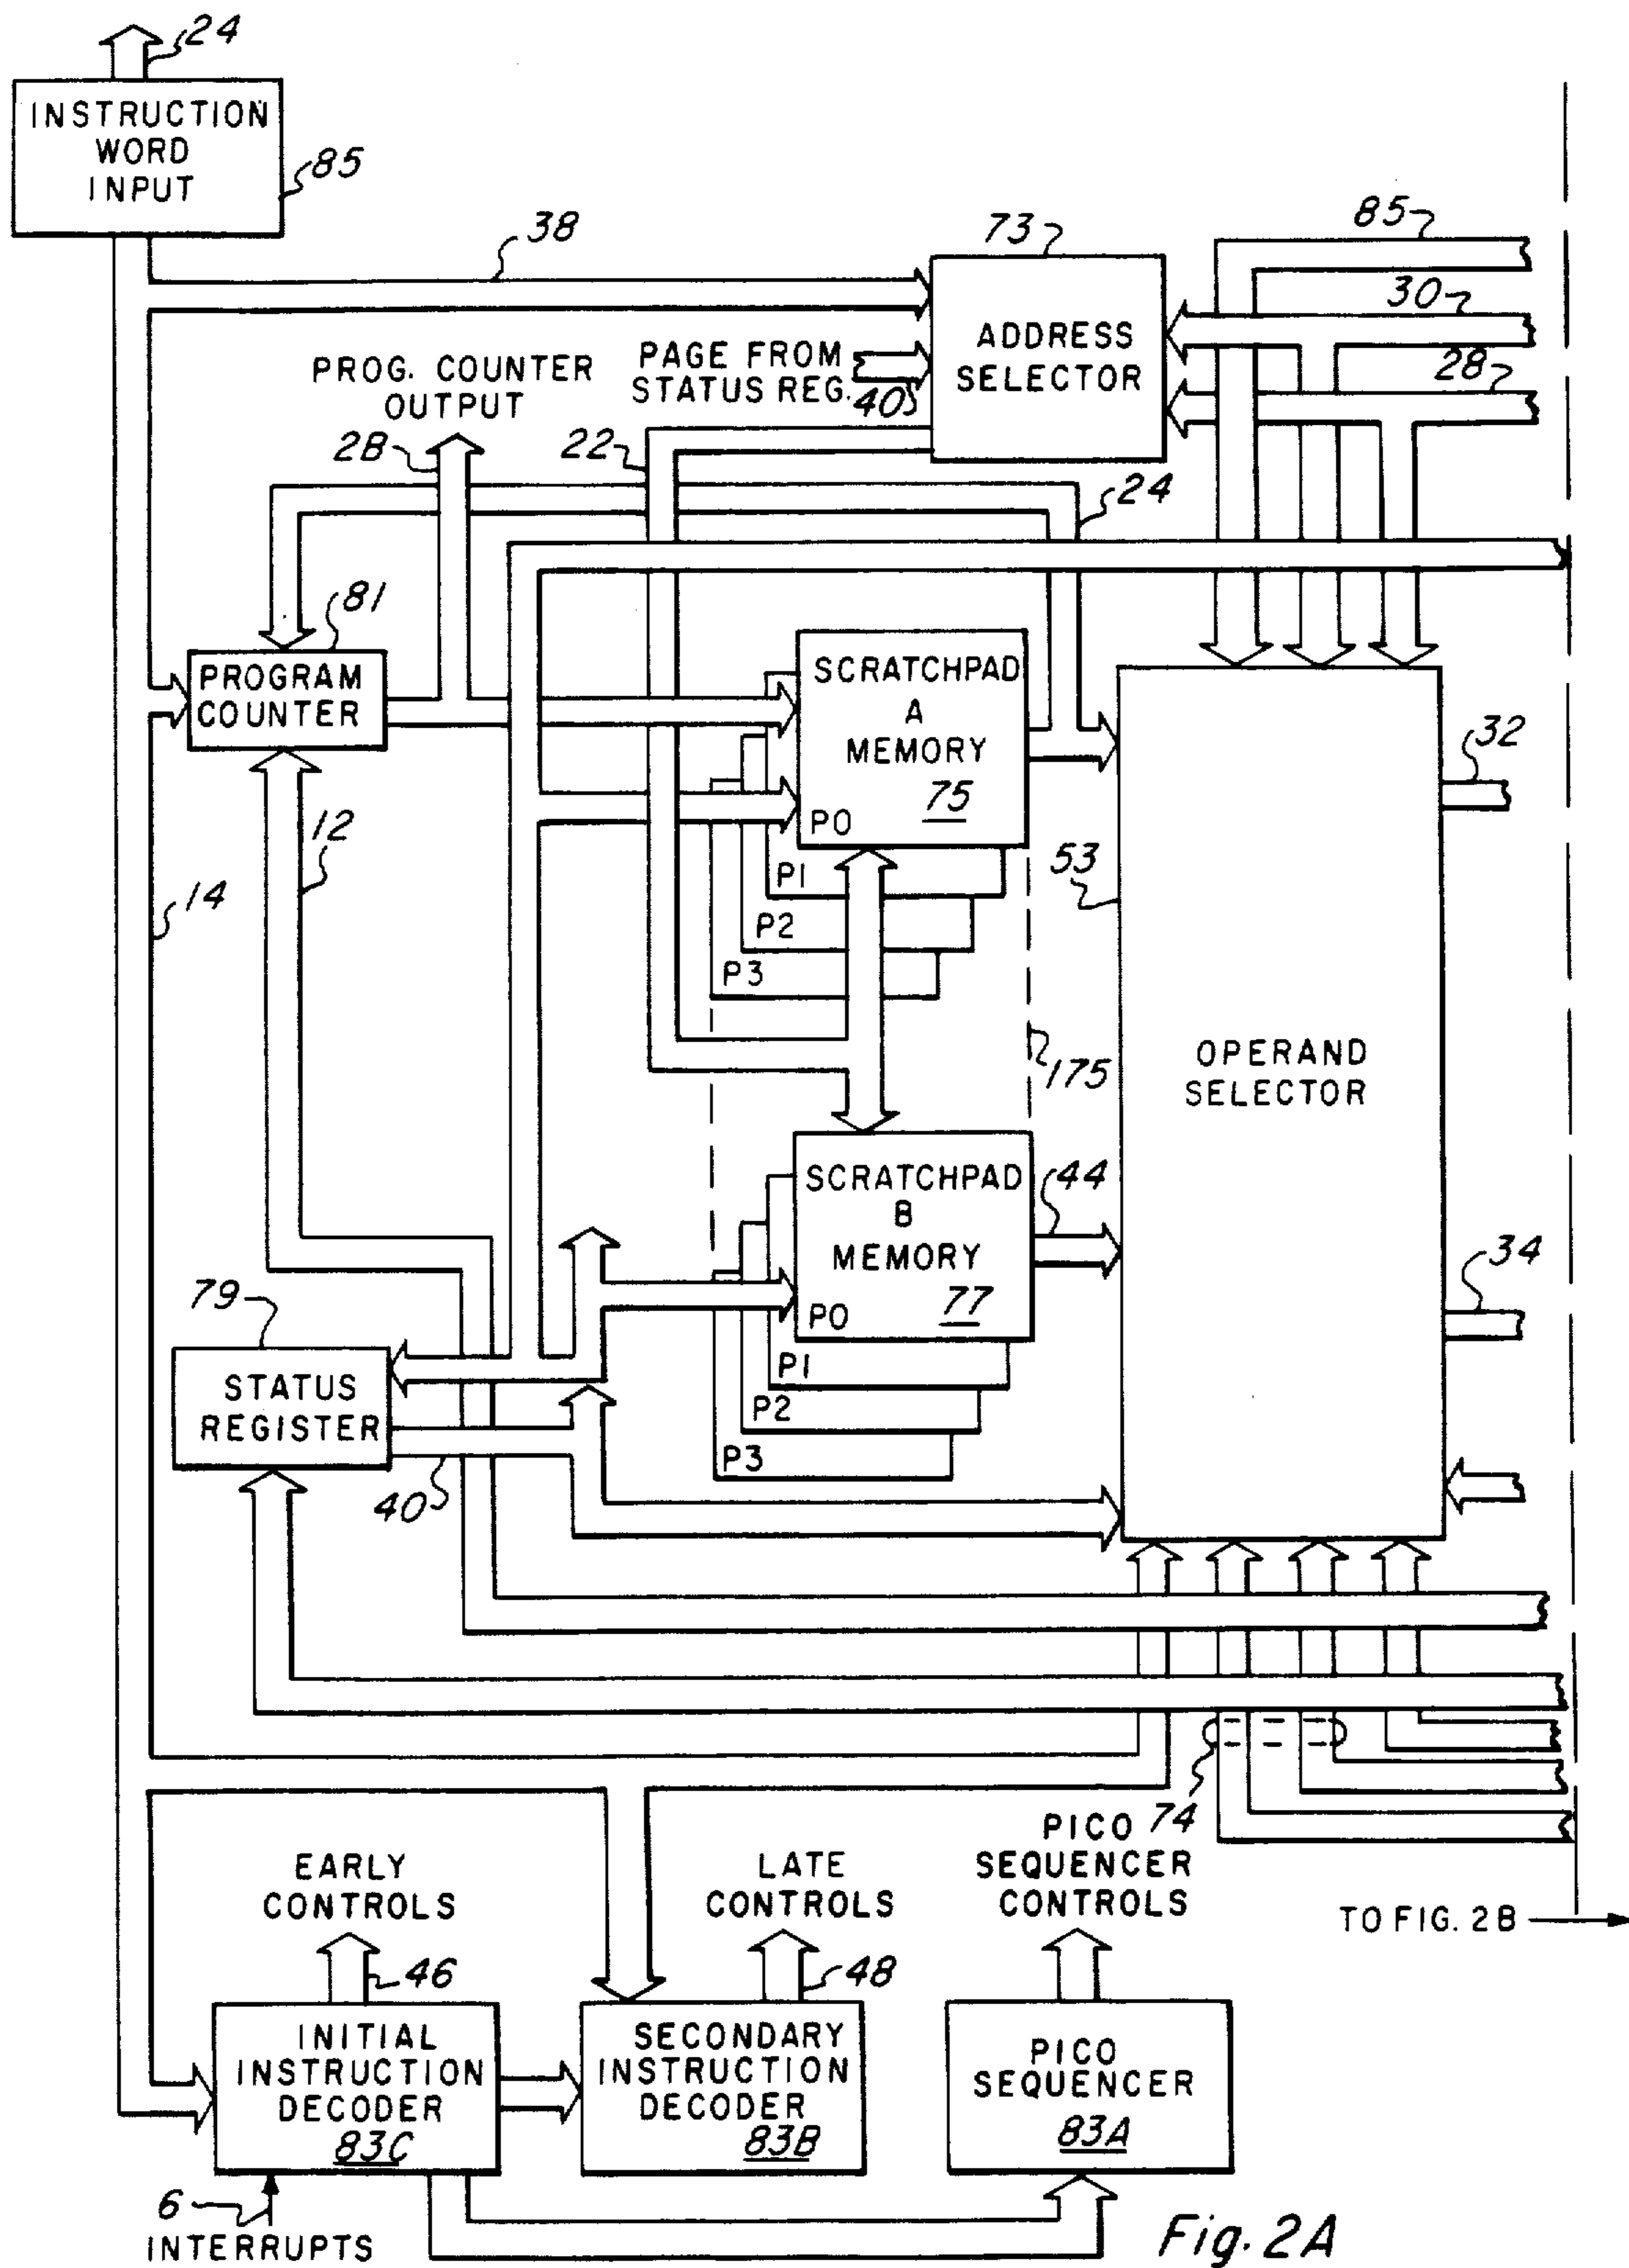 24
INSTRUCTION
WORD
INPUT
85
38
73
85
30
28
ADDRESS
SELECTOR
PAGE FROM
STATUS REG.
40
PROG. COUNTER
OUTPUT
28
22
24
81
PROGRAM
COUNTER
SCRATCHPAD
A
MEMORY
75
P0
P1
P2
P3
32
12
14
53
175
OPERAND
SELECTOR
SCRATCHPAD
B
MEMORY
77
P0
P1
P2
P3
44
34
79
STATUS
REGISTER
40
74
EARLY
CONTROLS
46
LATE
CONTROLS
48
PICO
SEQUENCER
CONTROLS
TO FIG. 2B
INITIAL
INSTRUCTION
DECODER
83C
SECONDARY
INSTRUCTION
DECODER
83B
PICO
SEQUENCER
83A
6
INTERRUPTS
Fig. 2A